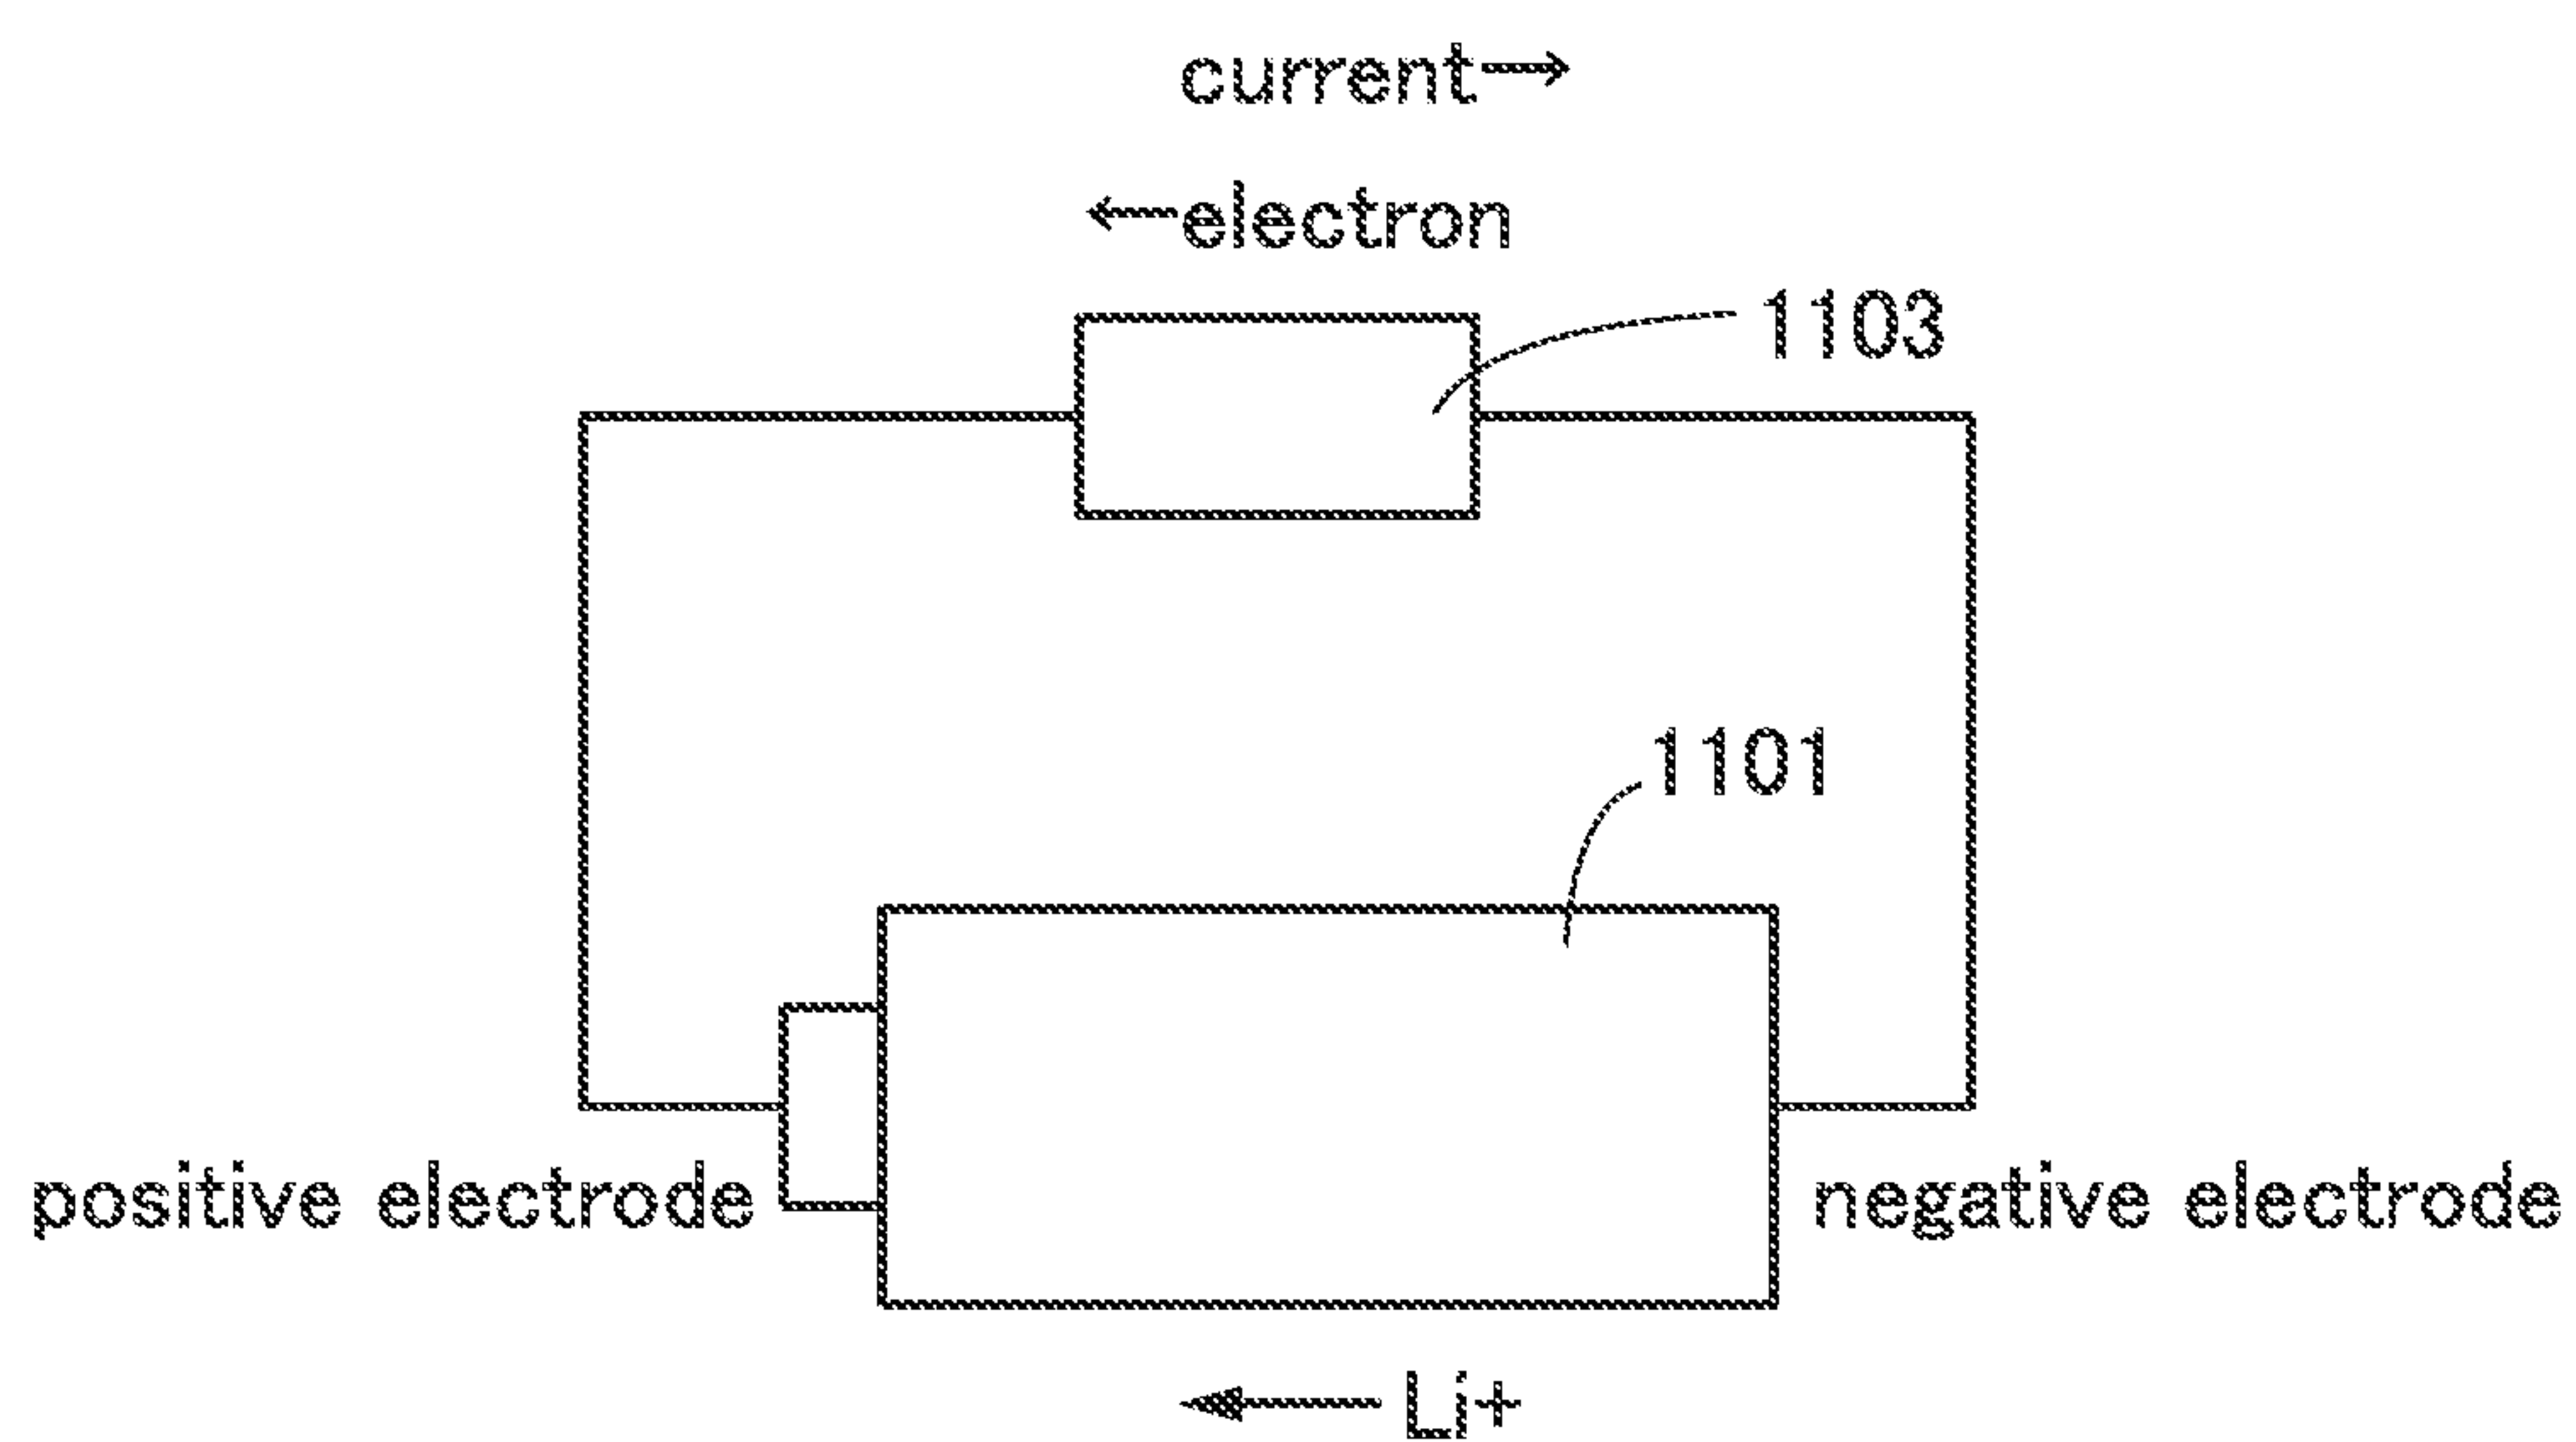 current→
←electron
1103
1101
positive electrode
negative electrode
Li+